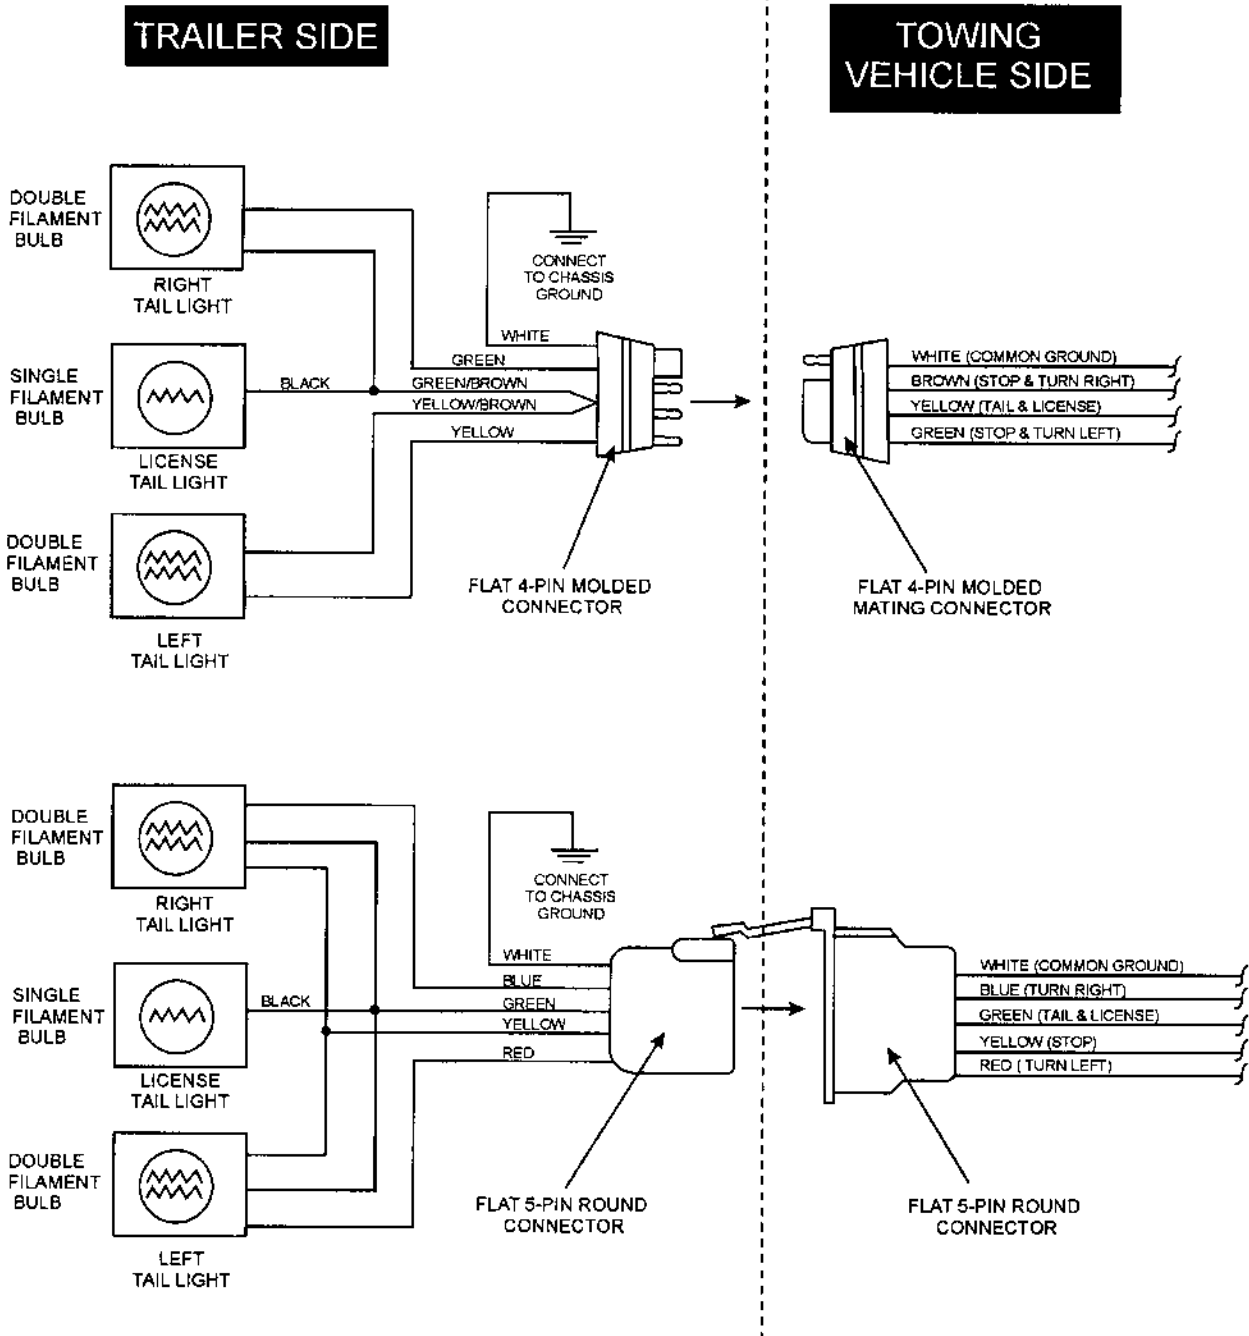 TRAILER SIDE
TOWING
VEHICLE SIDE
DOUBLE
FILAMENT
BULB
RIGHT
TAIL LIGHT
SINGLE
FILAMENT
BULB
LICENSE
TAIL LIGHT
DOUBLE
FILAMENT
BULB
LEFT
TAIL LIGHT
BLACK
CONNECT
TO CHASSIS
GROUND
WHITE
GREEN
GREEN/BROWN
YELLOW/BROWN
YELLOW
FLAT 4-PIN MOLDED
CONNECTOR
WHITE (COMMON GROUND)
BROWN (STOP & TURN RIGHT)
YELLOW (TAIL & LICENSE)
GREEN (STOP & TURN LEFT)
FLAT 4-PIN MOLDED
MATING CONNECTOR
DOUBLE
FILAMENT
BULB
RIGHT
TAIL LIGHT
SINGLE
FILAMENT
BULB
LICENSE
TAIL LIGHT
DOUBLE
FILAMENT
BULB
LEFT
TAIL LIGHT
BLACK
CONNECT
TO CHASSIS
GROUND
WHITE
BLUE
GREEN
YELLOW
RED
FLAT 5-PIN ROUND
CONNECTOR
WHITE (COMMON GROUND)
BLUE (TURN RIGHT)
GREEN (TAIL & LICENSE)
YELLOW (STOP)
RED ( TURN LEFT)
FLAT 5-PIN ROUND
CONNECTOR